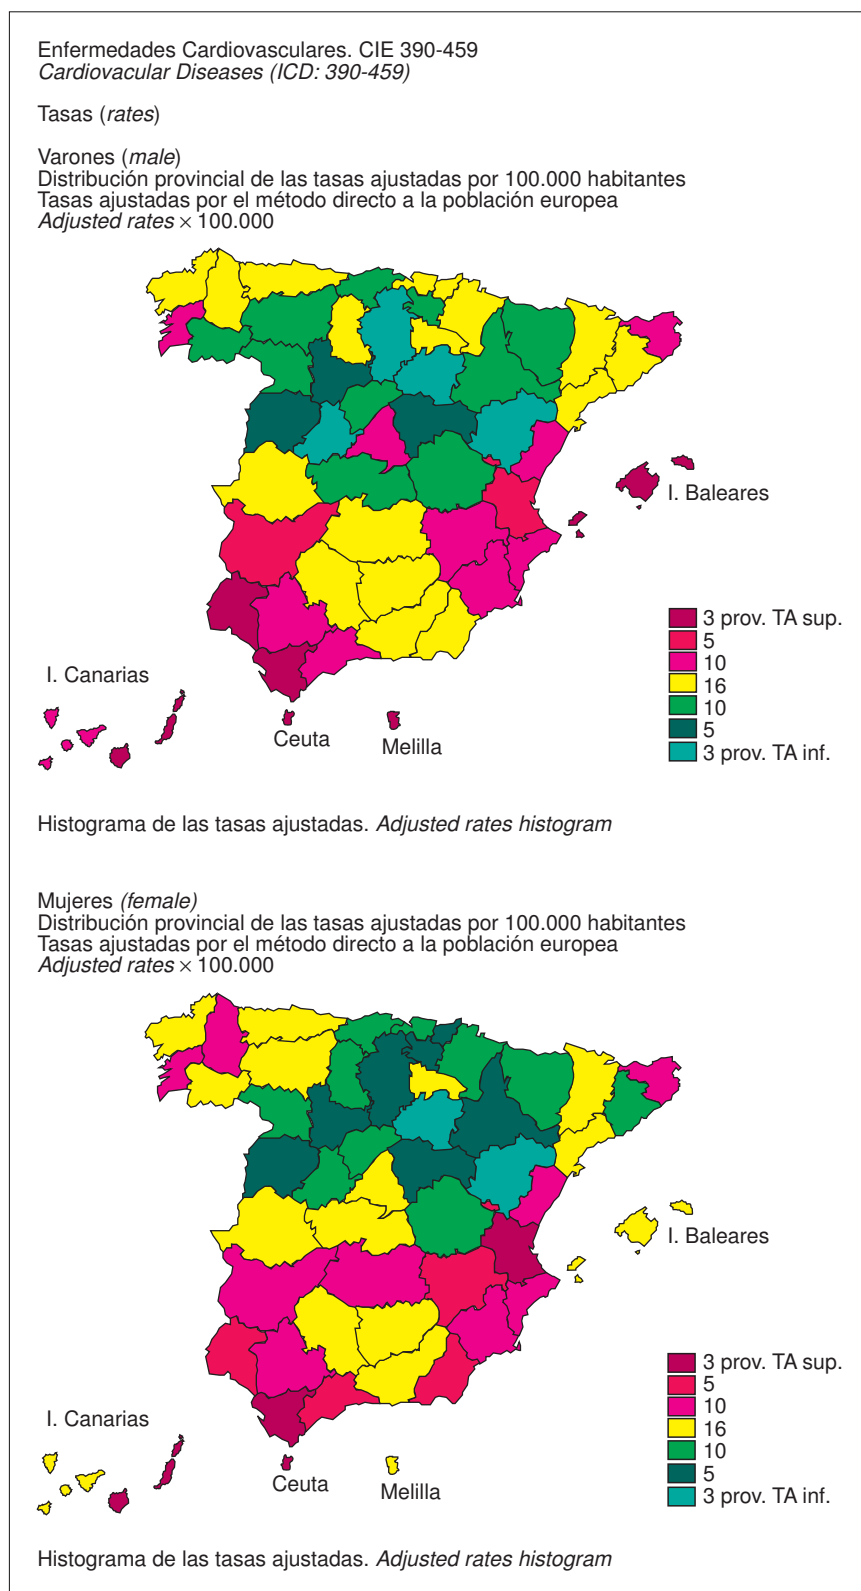 Enfermedades Cardiovasculares. CIE 390-459
Cardiovacular Diseases (ICD: 390-459)
Tasas (rates)
Varones (male)
Distribución provincial de las tasas ajustadas por 100.000 habitantes
Tasas ajustadas por el método directo a la población europea
Adjusted rates × 100.000
I. Baleares
3 prov. TA sup.
5
10
16
10
5
3 prov. TA inf.
I. Canarias
Ceuta
Melilla
Histograma de las tasas ajustadas. Adjusted rates histogram
Mujeres (female)
Distribución provincial de las tasas ajustadas por 100.000 habitantes
Tasas ajustadas por el método directo a la población europea
Adjusted rates × 100.000
I. Baleares
3 prov. TA sup.
5
10
16
10
5
3 prov. TA inf.
I. Canarias
Ceuta
Melilla
Histograma de las tasas ajustadas. Adjusted rates histogram